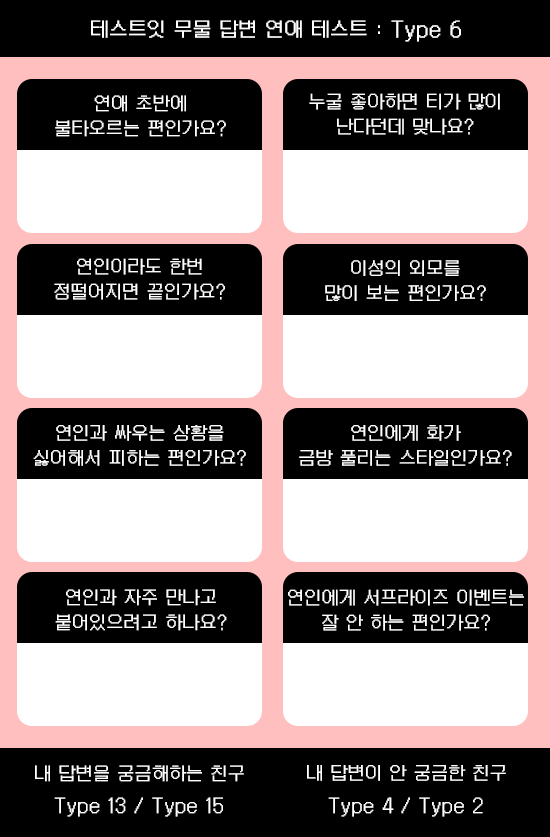 테스트잇 무물 답변 연애 테스트 : Type 6
연애 초반에
불타오르는 편인가요?
누굴 좋아하면 티가 많이
난다던데 맞나요?
연인이라도 한번
정떨어지면 끝인가요?
이성의 외모를
많이 보는 편인가요?
연인과 싸우는 상황을
싫어해서 피하는 편인가요?
연인에게 화가
금방 풀리는 스타일인가요?
연인과 자주 만나고
붙어있으려고 하나요?
연인에게 서프라이즈 이벤트는
잘 안 하는 편인가요?
내 답변을 궁금해하는 친구
Type 13 / Type 15
내 답변이 안 궁금한 친구
Type 4 / Type 2